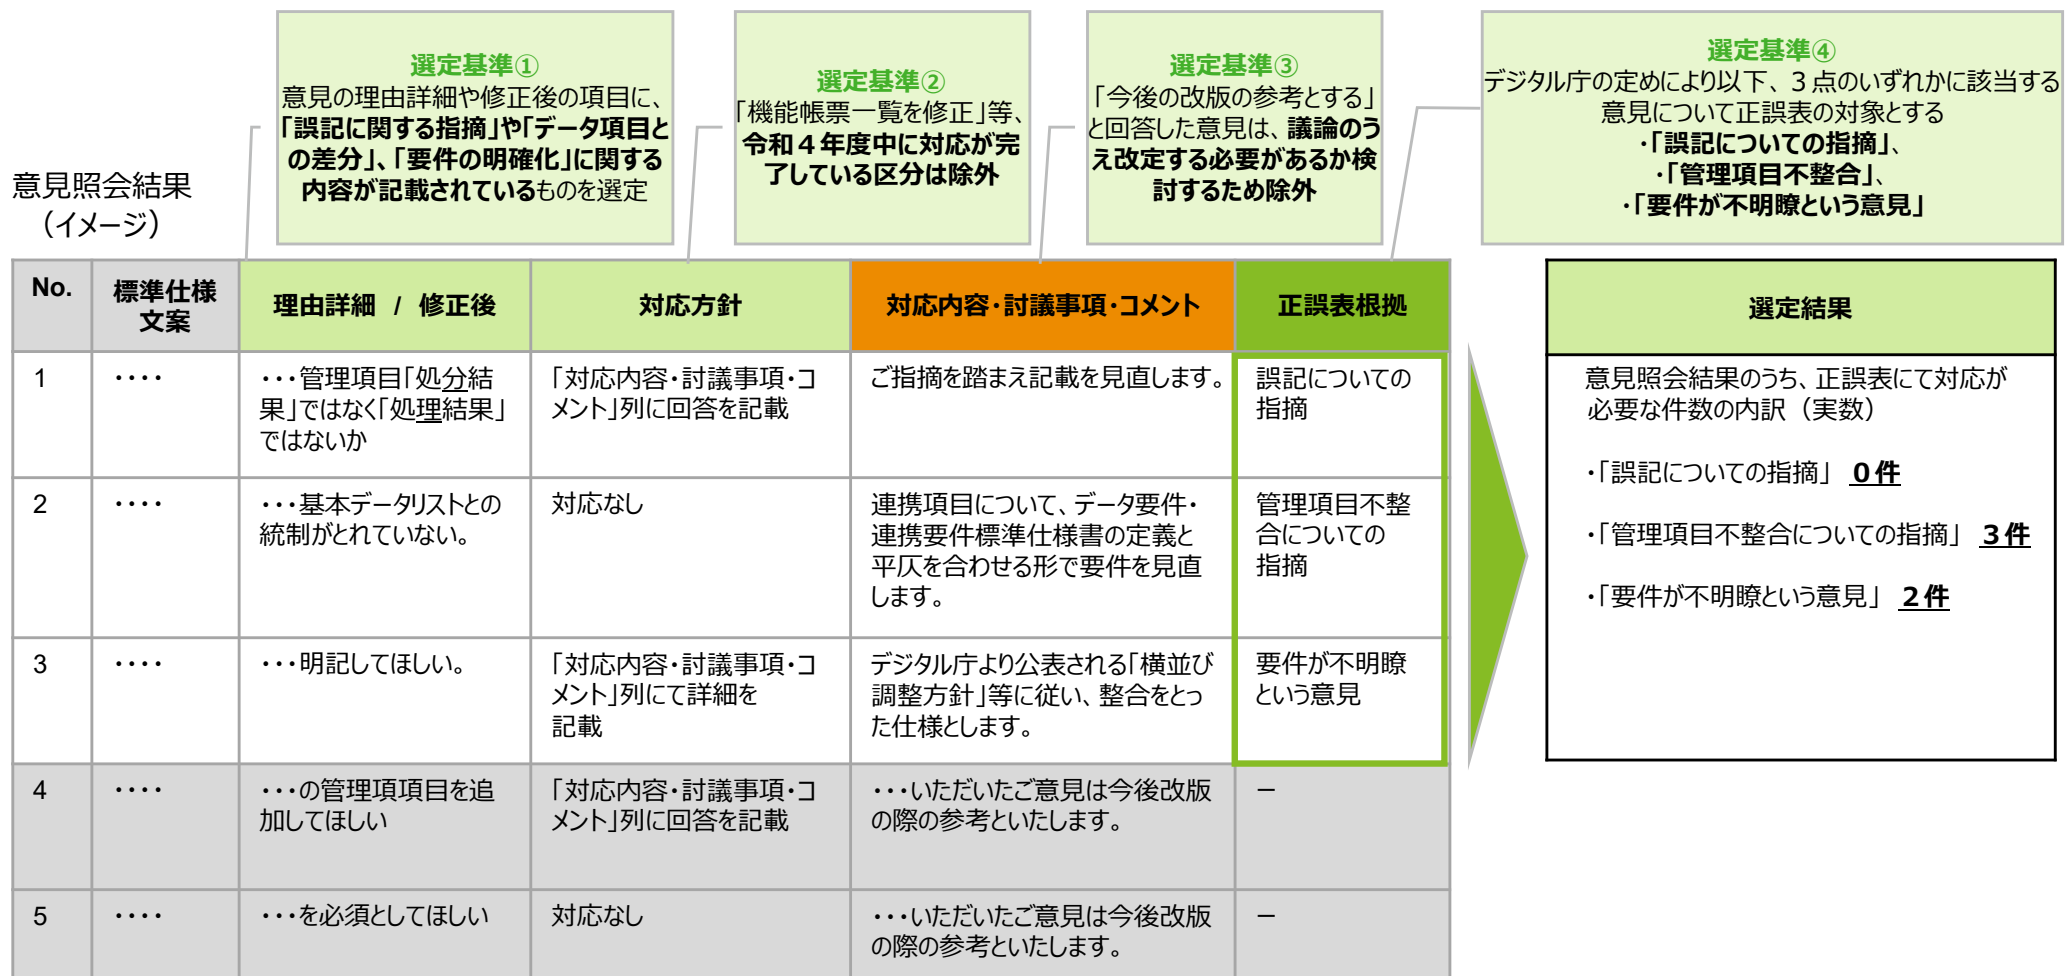 選定基準①
意見の理由詳細や修正後の項目に、
「誤記に関する指摘」や「データ項目と
の差分」、「要件の明確化」に関する
内容が記載されているものを選定
選定基準②
「機能帳票一覧を修正」等、
令和４年度中に対応が完
了している区分は除外
選定基準③
「今後の改版の参考とする」
と回答した意見は、議論のう
え改定する必要があるか検
討するため除外
選定基準④
デジタル庁の定めにより以下、３点のいずれかに該当する
意見について正誤表の対象とする
・「誤記についての指摘」、
・「管理項目不整合」、
・「要件が不明瞭という意見」
意見照会結果
（イメージ）
No.
標準仕様
文案
理由詳細 / 修正後
対応方針
対応内容・討議事項・コメント
正誤表根拠
1
・・・・
・・・管理項目「処分結
果」ではなく「処理結果」
ではないか
「対応内容・討議事項・コ
メント」列に回答を記載
ご指摘を踏まえ記載を見直します。
誤記についての
指摘
2
・・・・
・・・基本データリストとの
統制がとれていない。
対応なし
連携項目について、データ要件・
連携要件標準仕様書の定義と
平仄を合わせる形で要件を見直
します。
管理項目不整
合についての
指摘
3
・・・・
・・・明記してほしい。
「対応内容・討議事項・コ
メント」列にて詳細を
記載
デジタル庁より公表される「横並び
調整方針」等に従い、整合をとっ
た仕様とします。
要件が不明瞭
という意見
4
・・・・
・・・の管理項項目を追
加してほしい
「対応内容・討議事項・コ
メント」列に回答を記載
・・・いただいたご意見は今後改版
の際の参考といたします。
－
5
・・・・
・・・を必須としてほしい
対応なし
・・・いただいたご意見は今後改版
の際の参考といたします。
－
選定結果
意見照会結果のうち、正誤表にて対応が
必要な件数の内訳（実数）
・「誤記についての指摘」 ０件
・「管理項目不整合についての指摘」 ３件
・「要件が不明瞭という意見」 ２件